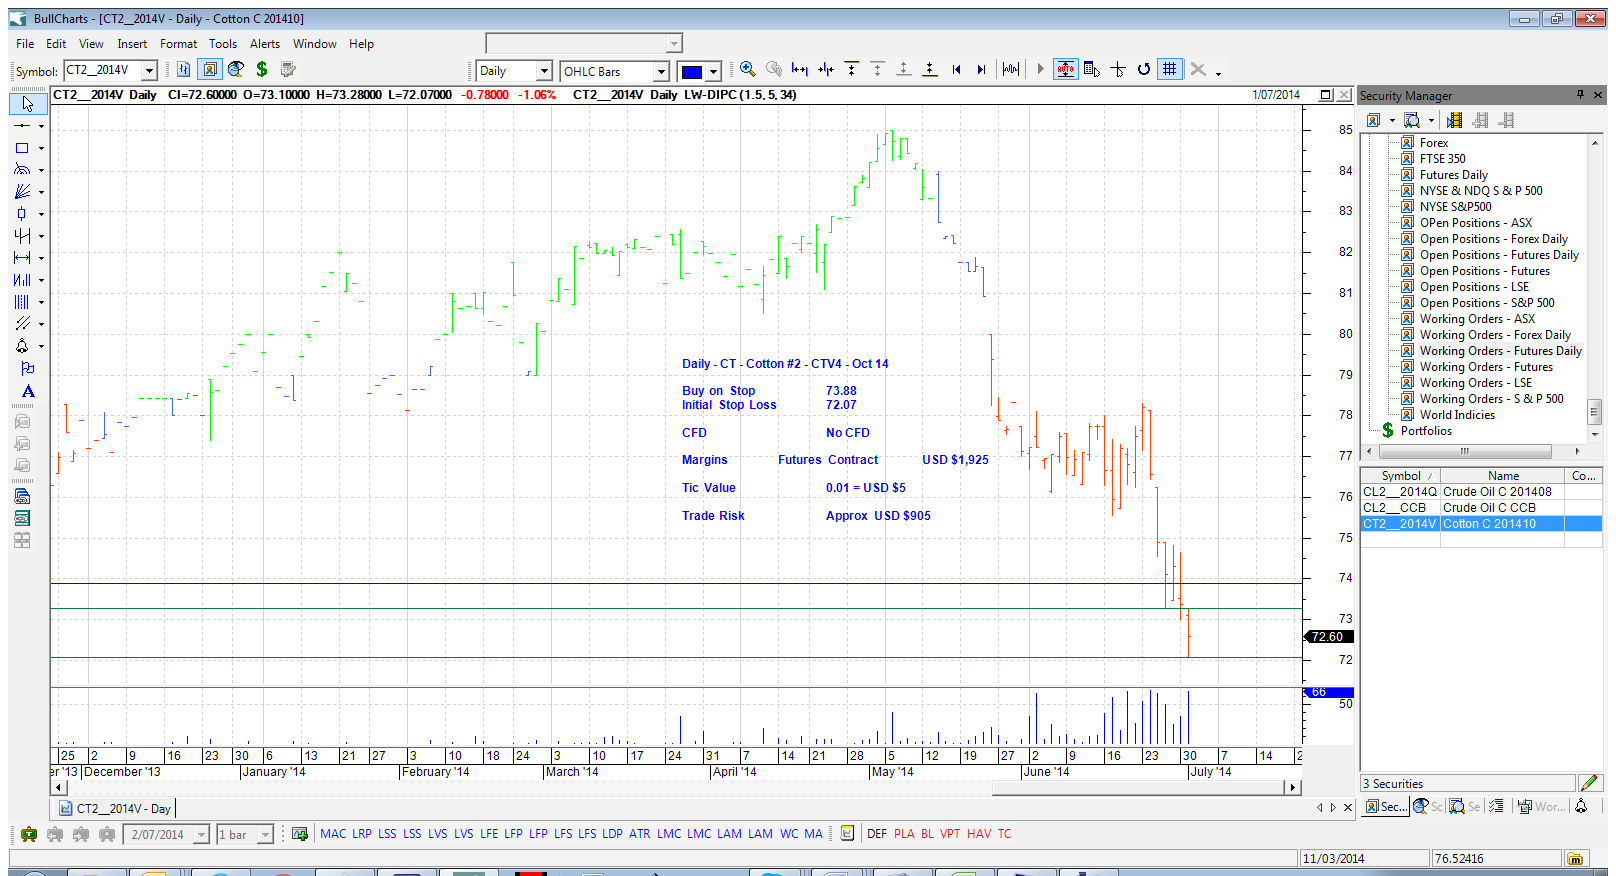 BullCharts - [CT2__2014V - Daily - Cotton C 201410]
File Edit View Insert Format Tools Alerts Window Help
Symbol: CT2__2014V Daily OHLC Bars
CT2__2014V Daily Cl=72.60000 O=73.10000 H=73.28000 L=72.07000 -0.78000 -1.06% CT2__2014V Daily LW-DIPC (1.5, 5, 34) 1/07/2014
85
84
83
82
81
80
79
78
77
76
75
74
73
72.60
72
66
50
Daily - CT - Cotton #2 - CTV4 - Oct 14
Buy on Stop 73.88
Initial Stop Loss 72.07
CFD No CFD
Margins Futures Contract USD $1,925
Tic Value 0.01 = USD $5
Trade Risk Approx USD $905
25 2 9 16 23 30 6 13 21 27 3 10 18 24 3 10 17 24 31 7 14 21 28 5 12 19 27 2 9 16 23 30 7 14 2
er '13 December '13 January '14 February '14 March '14 April '14 May '14 June '14 July '14
CT2__2014V - Day
Security Manager
Forex
FTSE 350
Futures Daily
NYSE & NDQ S & P 500
NYSE S&P500
OPen Positions - ASX
Open Positions - Forex Daily
Open Positions - Futures Daily
Open Positions - Futures
Open Positions - LSE
Open Positions - S&P 500
Working Orders - ASX
Working Orders - Forex Daily
Working Orders - Futures Daily
Working Orders - Futures
Working Orders - LSE
Working Orders - S & P 500
World Indicies
Portfolios
Symbol Name Co...
CL2__2014Q Crude Oil C 201408
CL2__CCB Crude Oil C CCB
CT2__2014V Cotton C 201410
3 Securities
Sec... Sc Se Wor...
2/07/2014 1 bar MAC LRP LSS LSS LVS LVS LFE LFP LFP LFS LFS LDP ATR LMC LMC LAM LAM WC MA DEF PLA BL VPT HAV TC
11/03/2014 76.52416